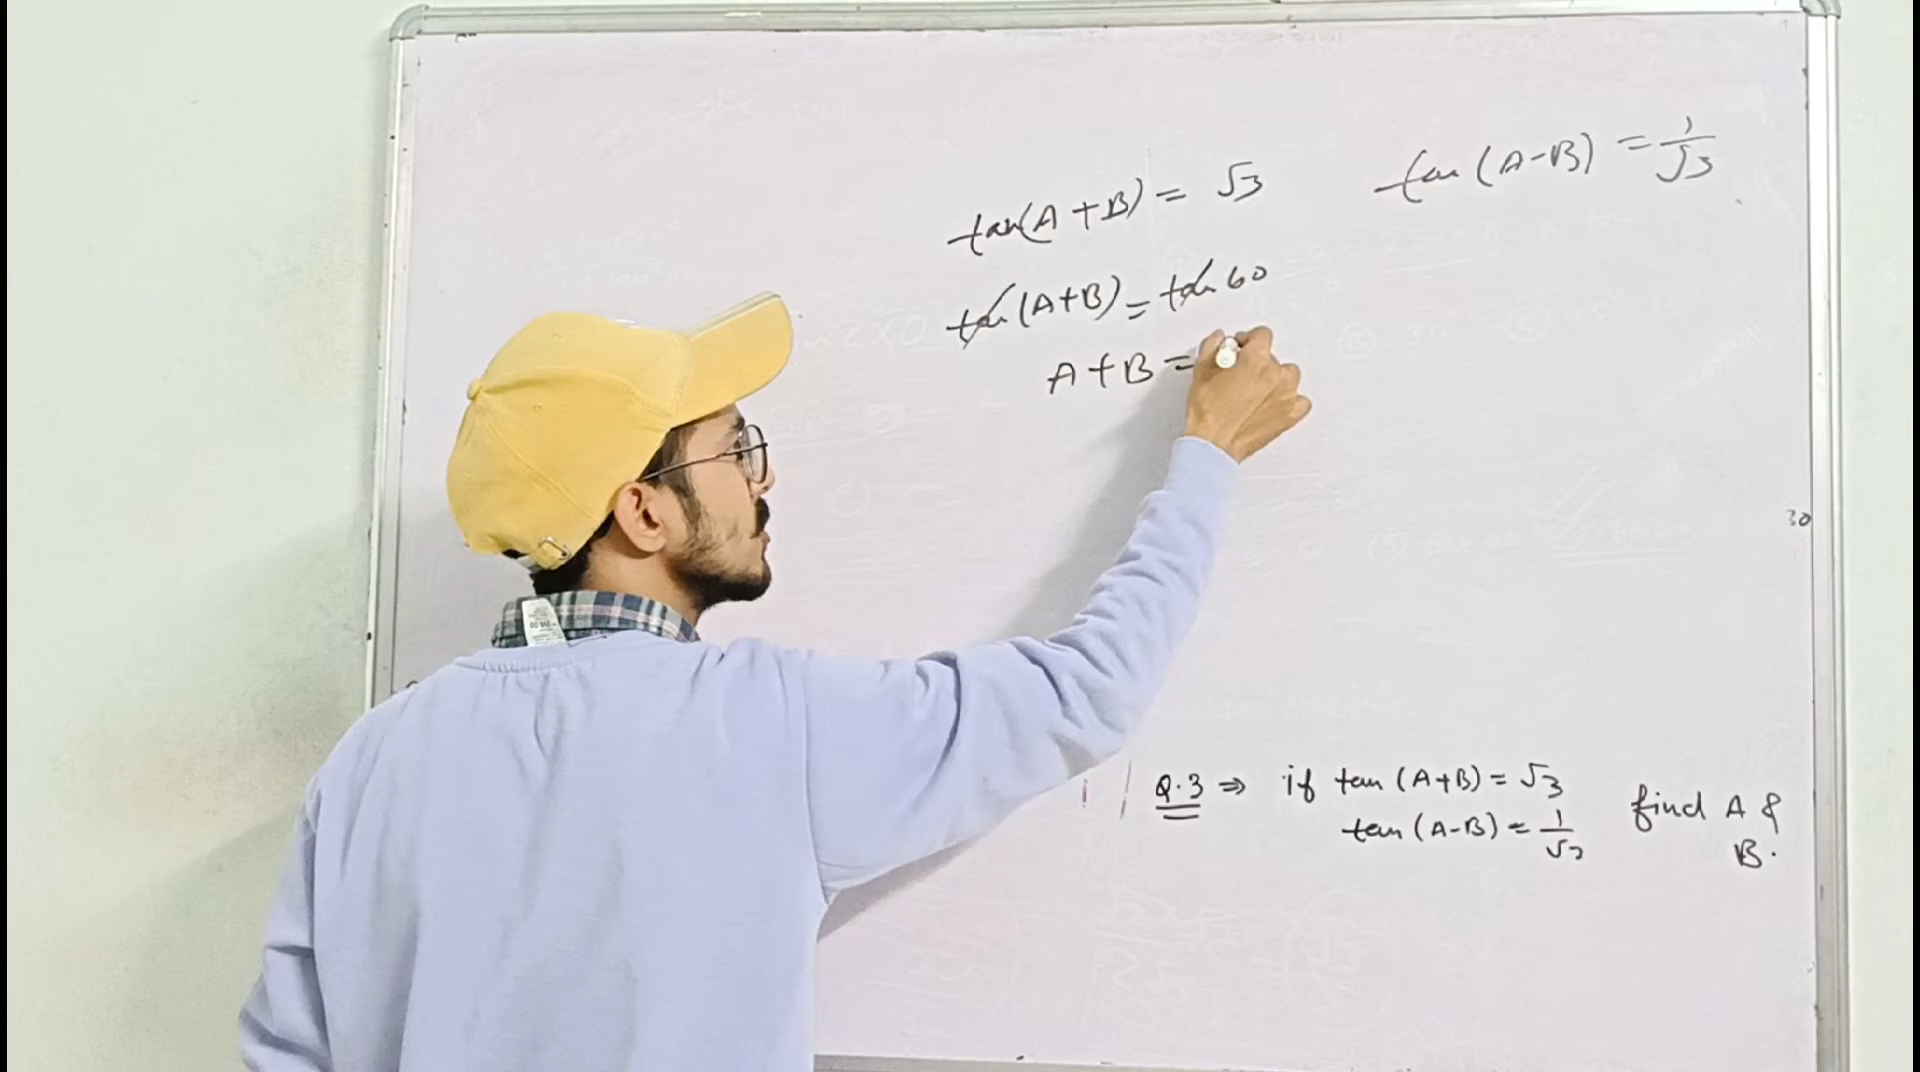 tan(A+B) = √3
tan(A-B) = 1/√3
tan(A+B) = tan 60
A+B =
30
Q.3 ⇒ if tan (A+B) = √3
tan (A-B) = 1/√3
find A &
B.